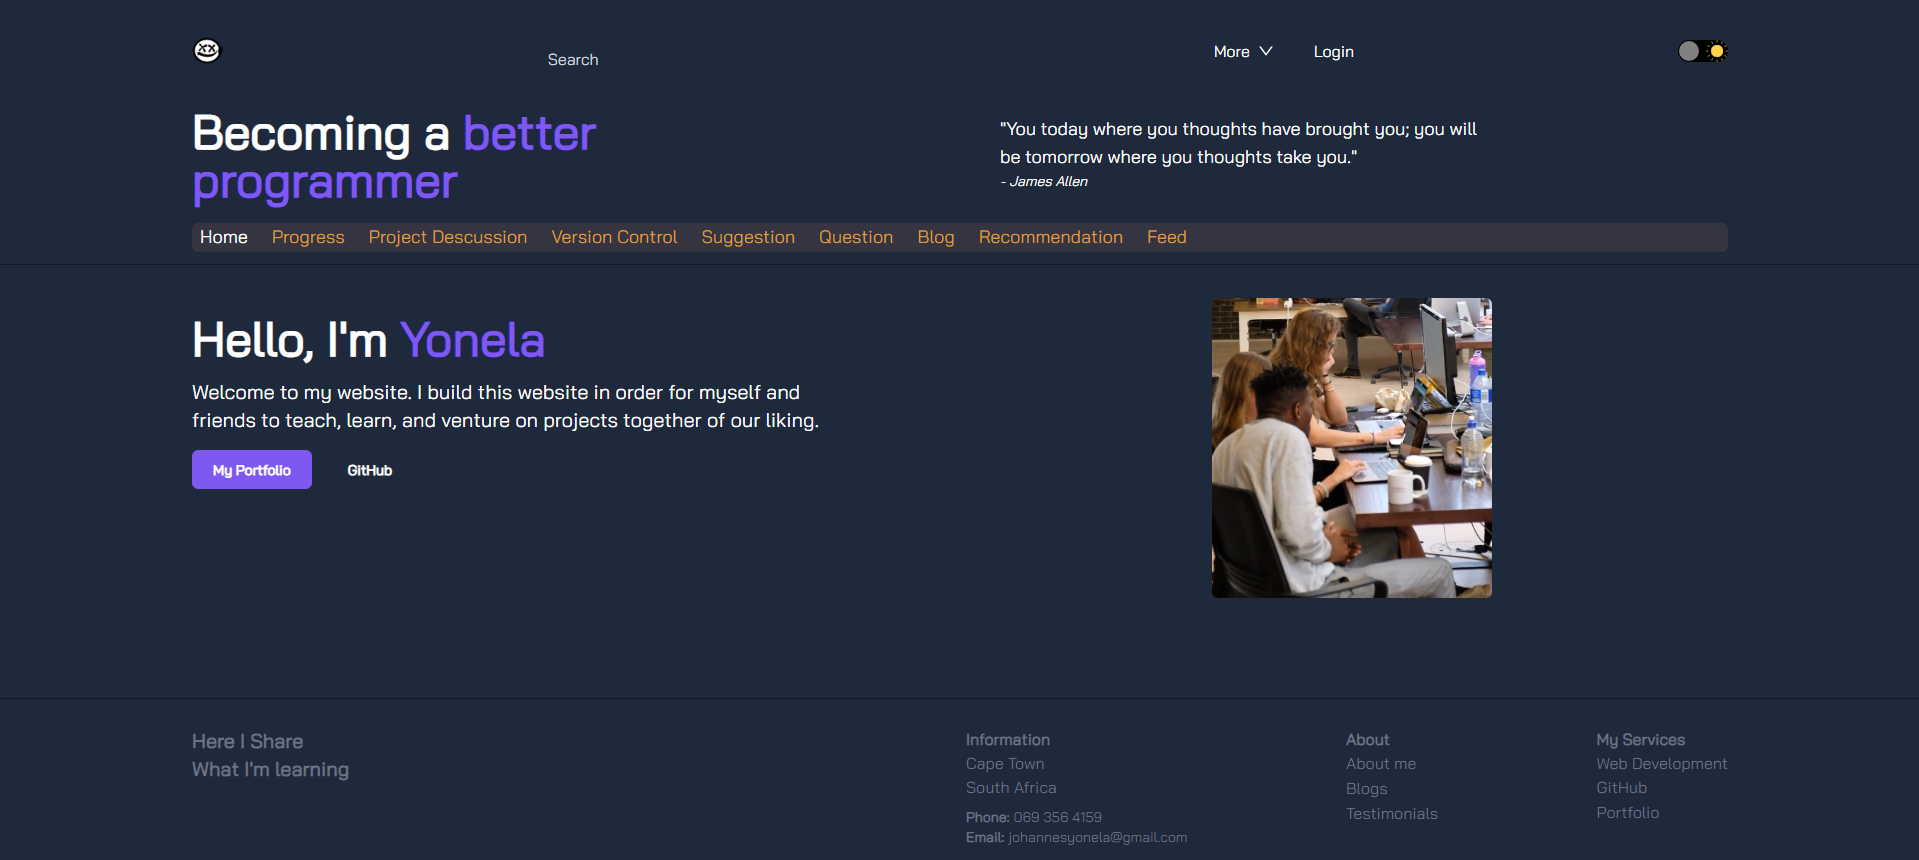 Search
More
Login
Becoming a better
programmer
"You today where you thoughts have brought you; you will
be tomorrow where you thoughts take you."
- James Allen
Home Progress Project Descussion Version Control Suggestion Question Blog Recommendation Feed
Hello, I'm Yonela
Welcome to my website. I build this website in order for myself and
friends to teach, learn, and venture on projects together of our liking.
My Portfolio
GitHub
Here I Share
What I'm learning
Information
Cape Town
South Africa
Phone: 069 356 4159
Email: johannesyonela@gmail.com
About
About me
Blogs
Testimonials
My Services
Web Development
GitHub
Portfolio